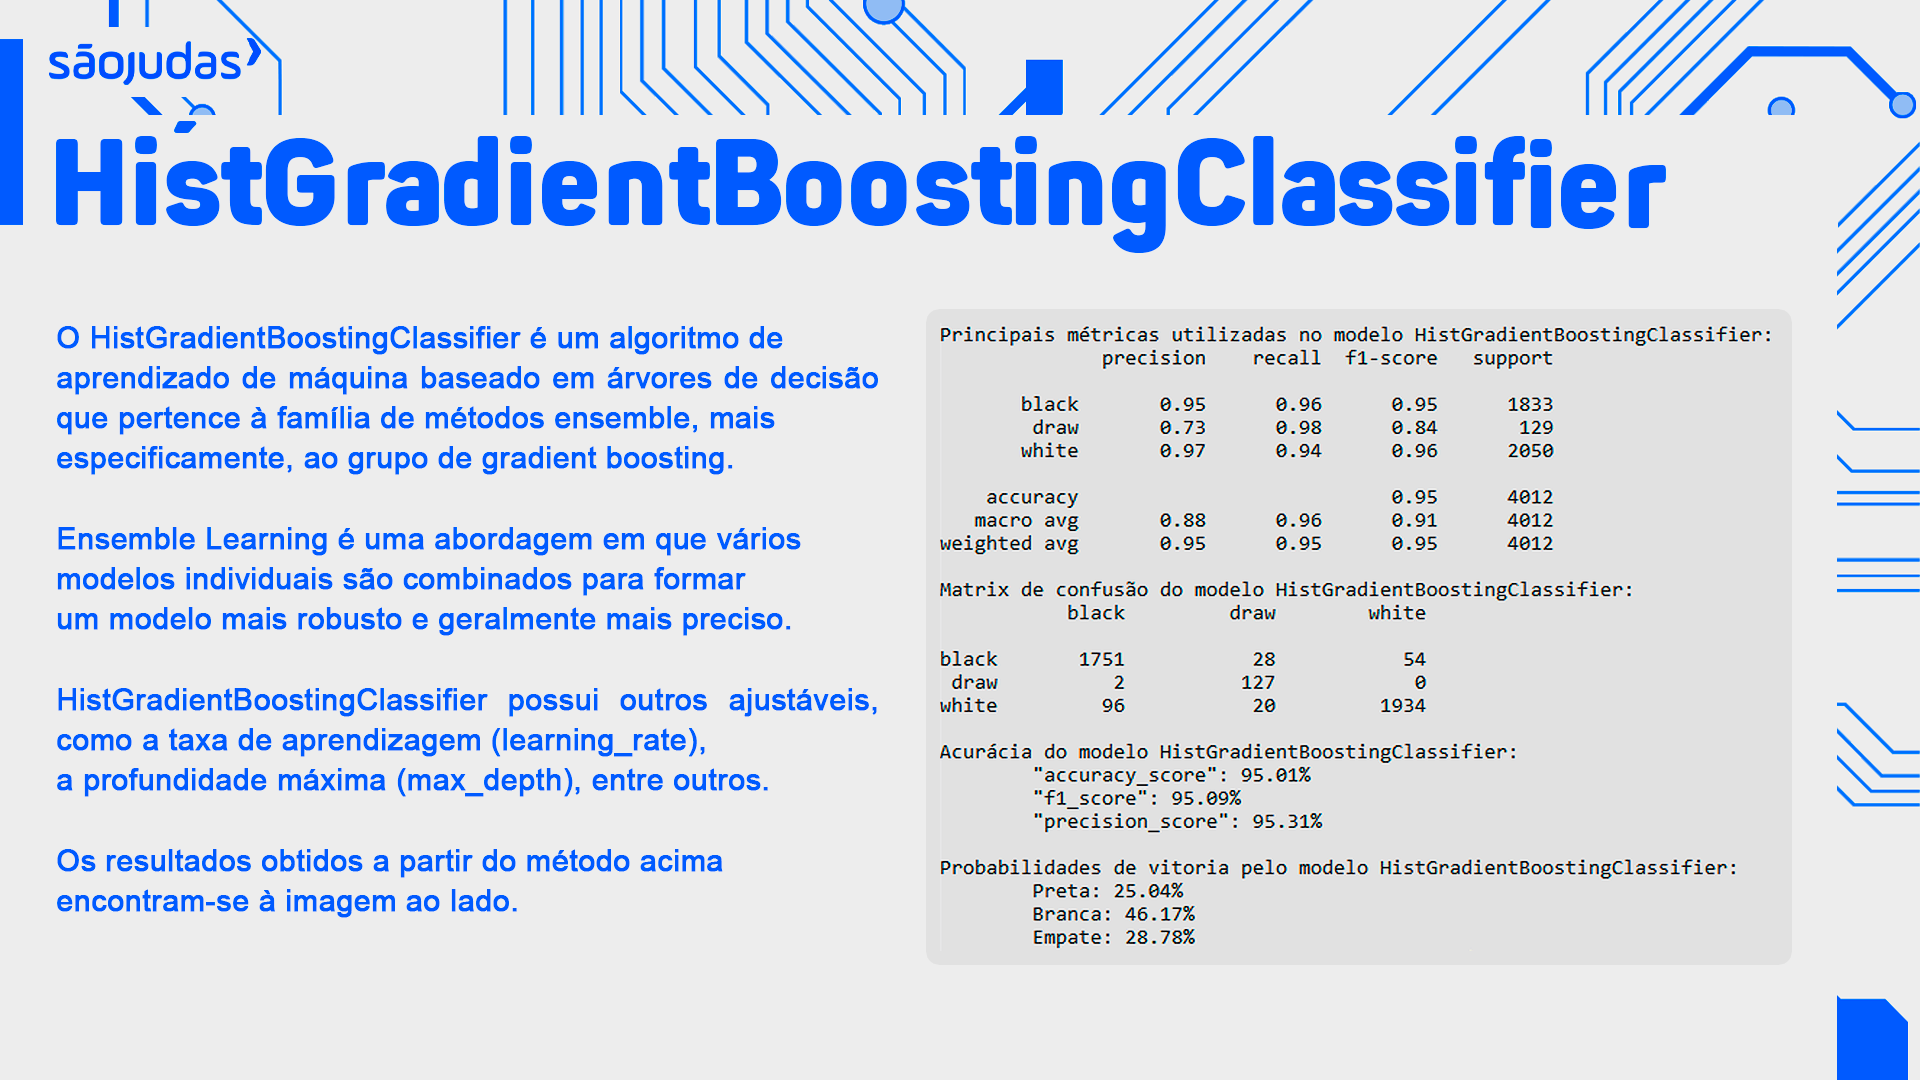 sãojudas
HistGradientBoostingClassifier
O HistGradientBoostingClassifier é um algoritmo de
aprendizado de máquina baseado em árvores de decisão
que pertence à família de métodos ensemble, mais
especificamente, ao grupo de gradient boosting.
Ensemble Learning é uma abordagem em que vários
modelos individuais são combinados para formar
um modelo mais robusto e geralmente mais preciso.
HistGradientBoostingClassifier possui outros ajustáveis,
como a taxa de aprendizagem (learning_rate),
a profundidade máxima (max_depth), entre outros.
Os resultados obtidos a partir do método acima
encontram-se à imagem ao lado.
Principais métricas utilizadas no modelo HistGradientBoostingClassifier:
precision recall f1-score support
black 0.95 0.96 0.95 1833
draw 0.73 0.98 0.84 129
white 0.97 0.94 0.96 2050
accuracy 0.95 4012
macro avg 0.88 0.96 0.91 4012
weighted avg 0.95 0.95 0.95 4012
Matrix de confusão do modelo HistGradientBoostingClassifier:
black draw white
black 1751 28 54
draw 2 127 0
white 96 20 1934
Acurácia do modelo HistGradientBoostingClassifier:
"accuracy_score": 95.01%
"f1_score": 95.09%
"precision_score": 95.31%
Probabilidades de vitoria pelo modelo HistGradientBoostingClassifier:
Preta: 25.04%
Branca: 46.17%
Empate: 28.78%